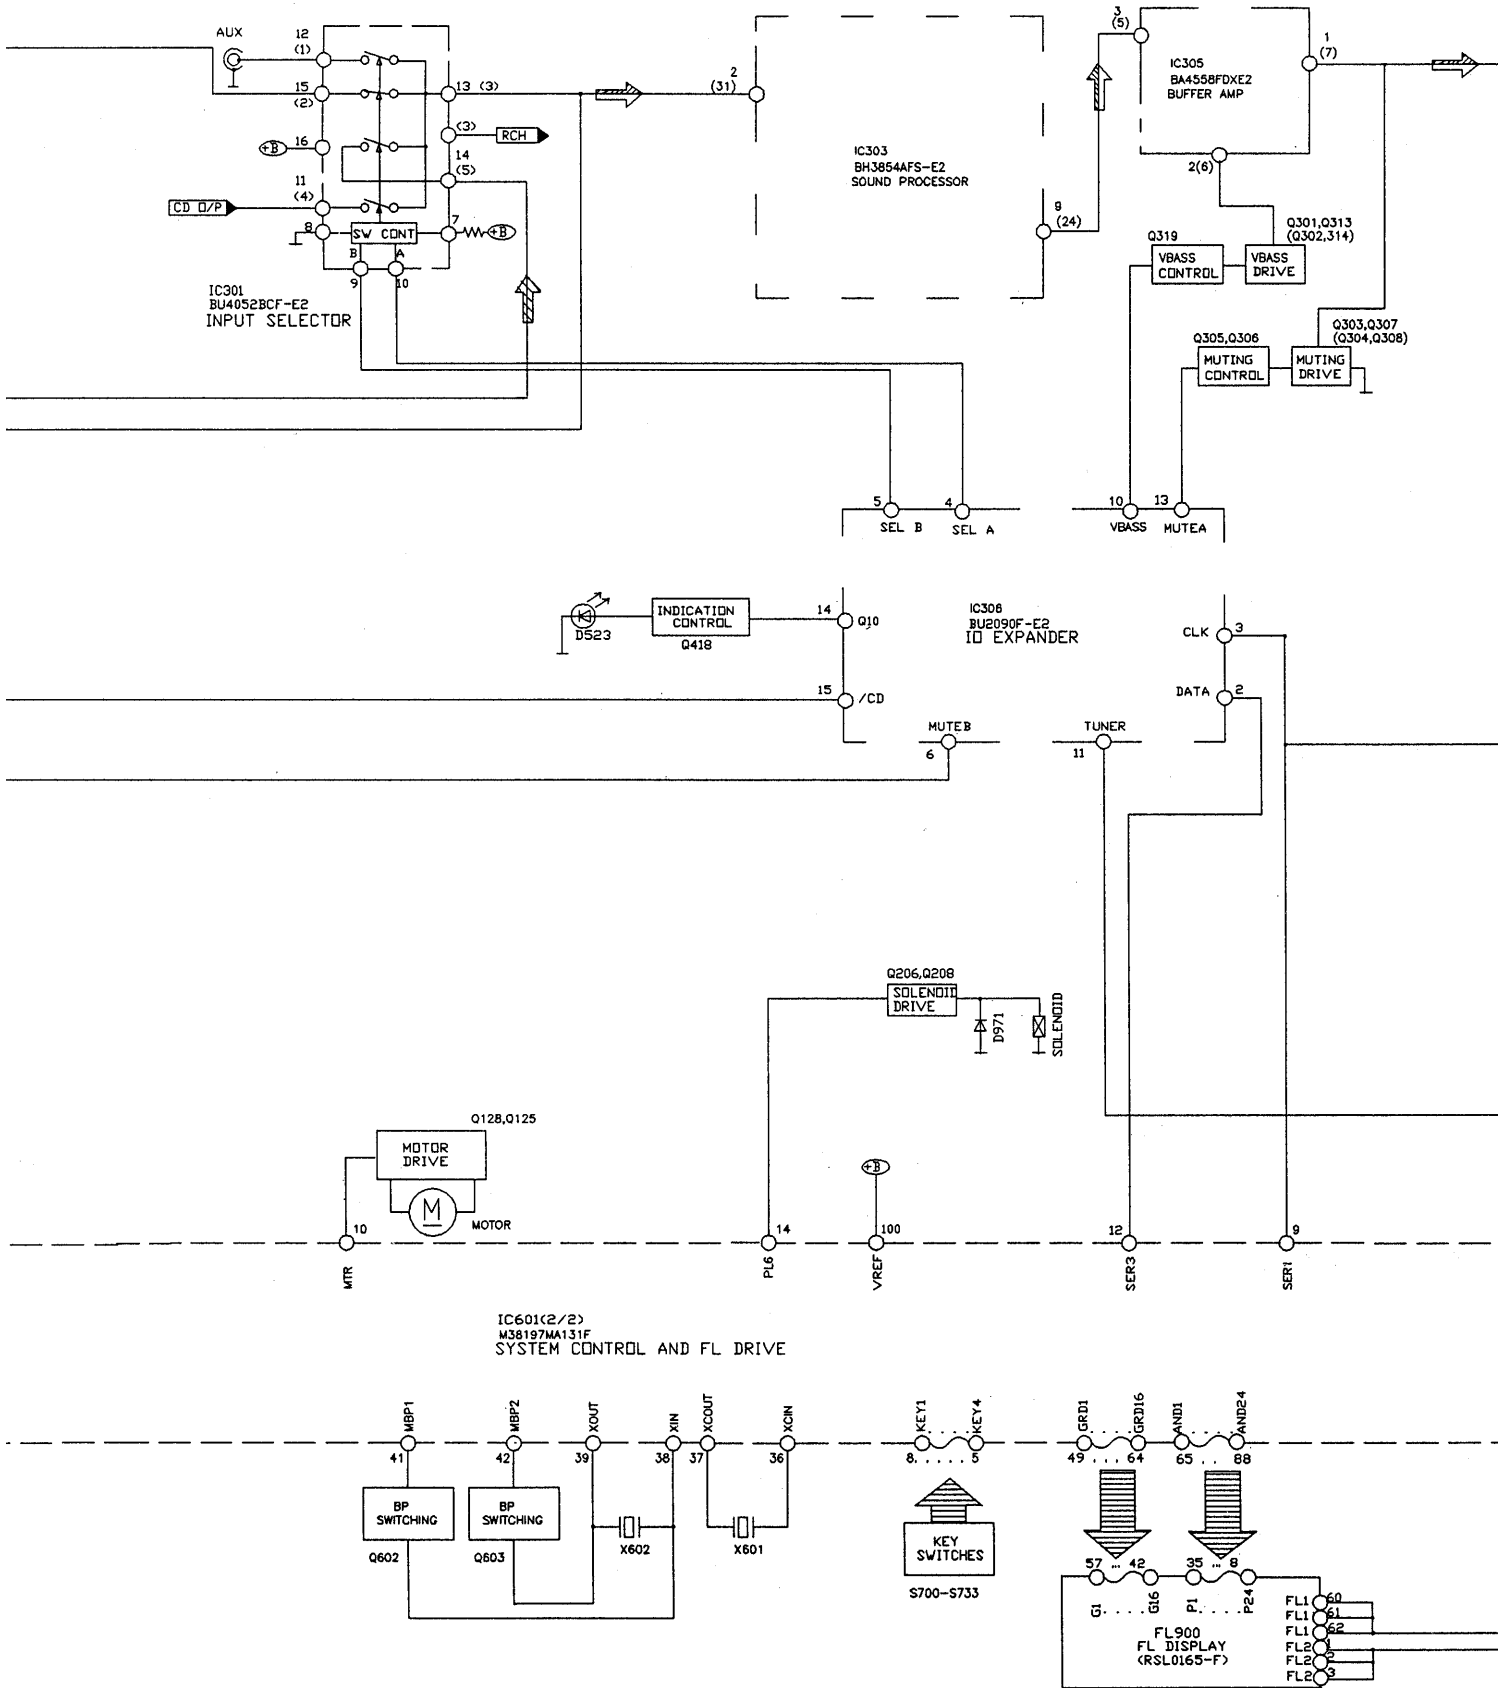 AUX
12
(1)
15
(2)
+B
16
11
(4)
CD O/P
8
13 (3)
(3)
RCH
14
(5)
7
+B
SW CONT
B
A
9
10
IC301
BU4052BCF-E2
INPUT SELECTOR
2
(31)
IC303
BH3854AFS-E2
SOUND PROCESSOR
9
(24)
3
(5)
IC305
BA4558FDXE2
BUFFER AMP
1
(7)
2(6)
Q319
VBASS
CONTROL
Q301,Q313
(Q302,314)
VBASS
DRIVE
Q305,Q306
MUTING
CONTROL
Q303,Q307
(Q304,Q308)
MUTING
DRIVE
5
SEL B
4
SEL A
10
VBASS
13
MUTEA
D523
INDICATION
CONTROL
Q418
14
Q10
IC306
BU2090F-E2
IO EXPANDER
CLK
3
15
/CD
DATA
2
MUTEB
6
TUNER
11
Q206,Q208
SOLENOID
DRIVE
D971
SOLENOID
Q128,Q125
MOTOR
DRIVE
M
MOTOR
+B
10
MTR
14
PL6
100
VREF
12
SER3
9
SER1
IC601(2/2)
M38197MA131F
SYSTEM CONTROL AND FL DRIVE
MBP1
MBP2
XOUT
XIN
XCOUT
XCIN
KEY1
.....
KEY4
GRD1
.....
GRD16
AND1
.....
AND24
41
42
39
38
37
36
8.....5
49 .... 64
65 ... 88
BP
SWITCHING
Q602
BP
SWITCHING
Q603
X602
X601
KEY
SWITCHES
S700-S733
57 ... 42
35 ... 8
G1.....G16
P1.....P24
FL900
FL DISPLAY
(RSL0165-F)
FL1 60
FL1 61
FL1 62
FL2 1
FL2 2
FL2 3